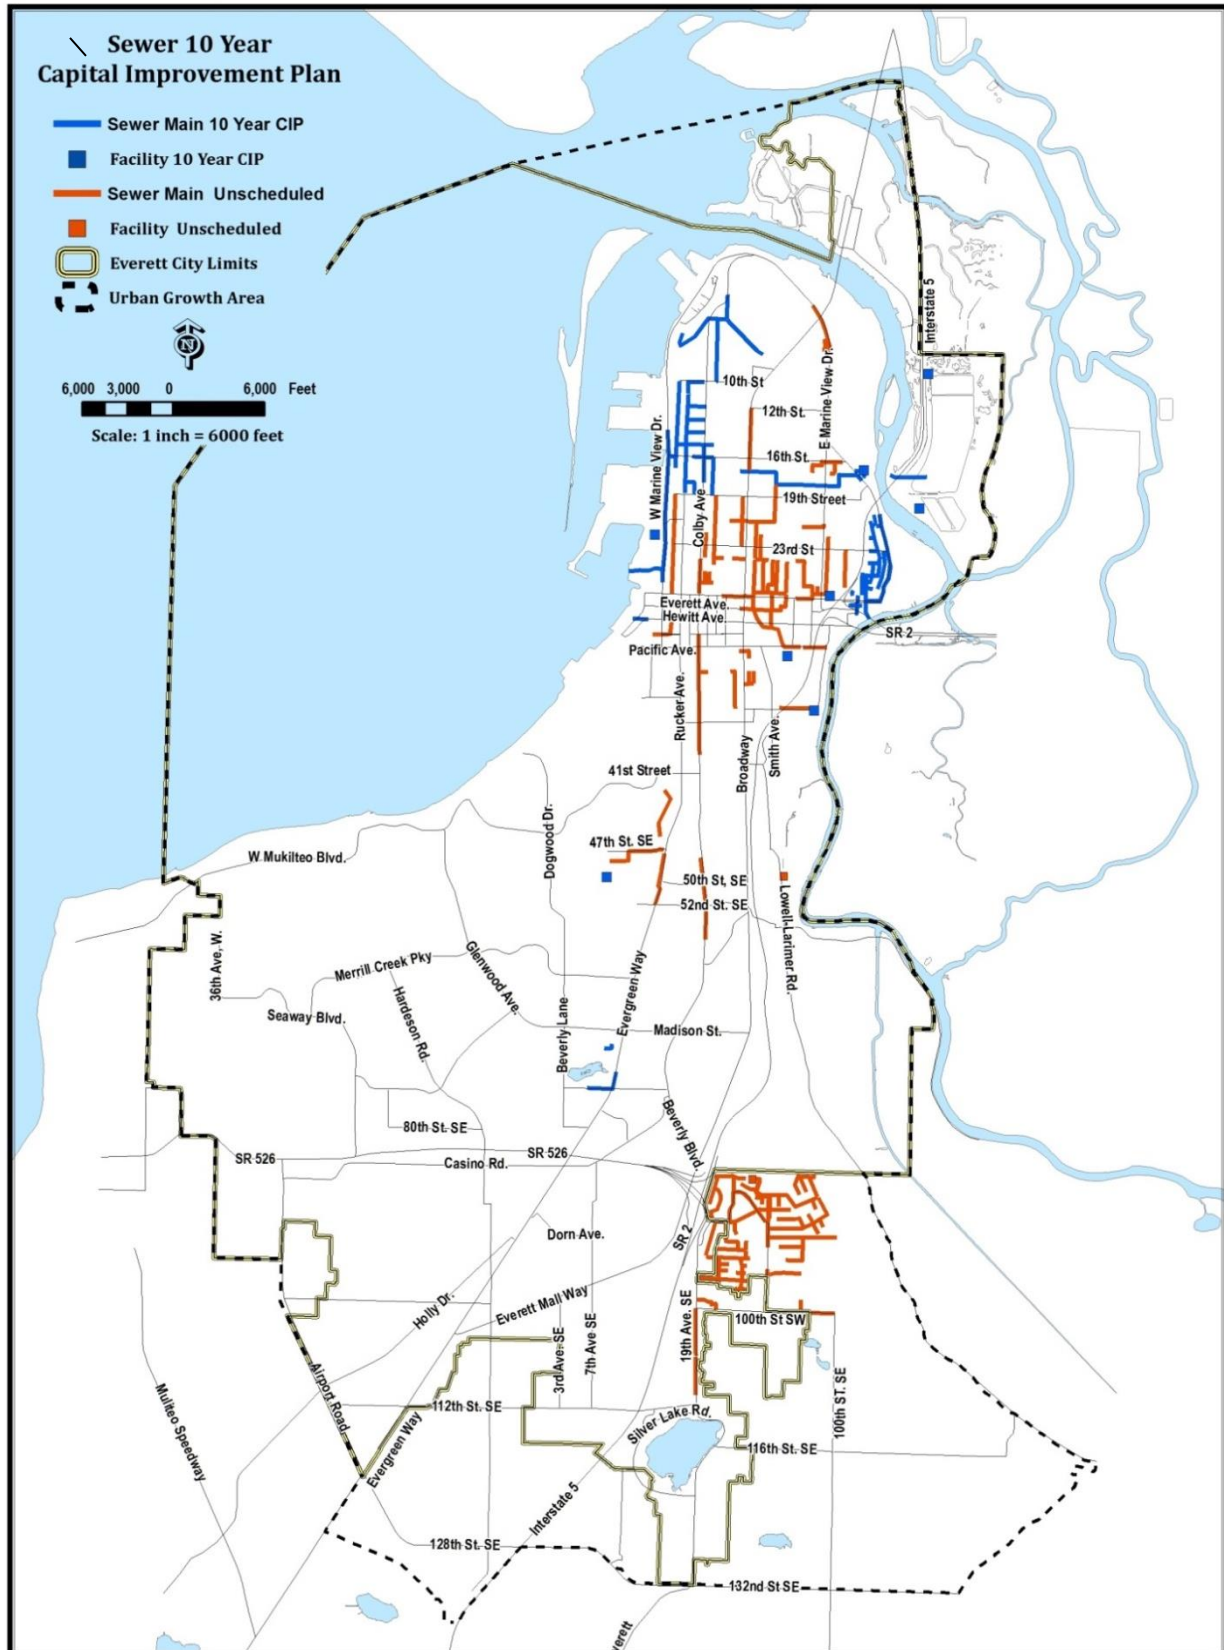 Sewer 10 Year
Capital Improvement Plan
Sewer Main 10 Year CIP
Facility 10 Year CIP
Sewer Main Unscheduled
Facility Unscheduled
Everett City Limits
Urban Growth Area
N
6,000 3,000 0 6,000 Feet
Scale: 1 inch = 6000 feet
Interstate 5
10th St
12th St.
E Marine View Dr.
W Marine View Dr.
16th St.
19th Street
Colby Ave
23rd St
Everett Ave.
Hewitt Ave.
SR 2
Pacific Ave.
Rucker Ave.
Broadway
Smith Ave.
41st Street
Dogwood Dr.
47th St. SE
W Mukilteo Blvd.
50th St, SE
52nd St. SE
Lowell-Larimer Rd.
36th Ave, W.
Merrill Creek Pky
Glenwood Ave.
Seaway Blvd.
Hardeson Rd.
Evergreen Way
Beverly Lane
Madison St.
Beverly Blvd.
80th St. SE
SR 526
SR 526
Casino Rd.
Dorn Ave.
SR 2
Holly Dr.
Everett Mall Way
19th Ave. SE
100th St SW
3rd Ave. SE
7th Ave SE
Airport Road
100th ST. SE
Muliteo Speedway
112th St. SE
Evergreen Way
Silver Lake Rd.
116th St. SE
Interstate 5
128th St. SE
132nd St SE
verett